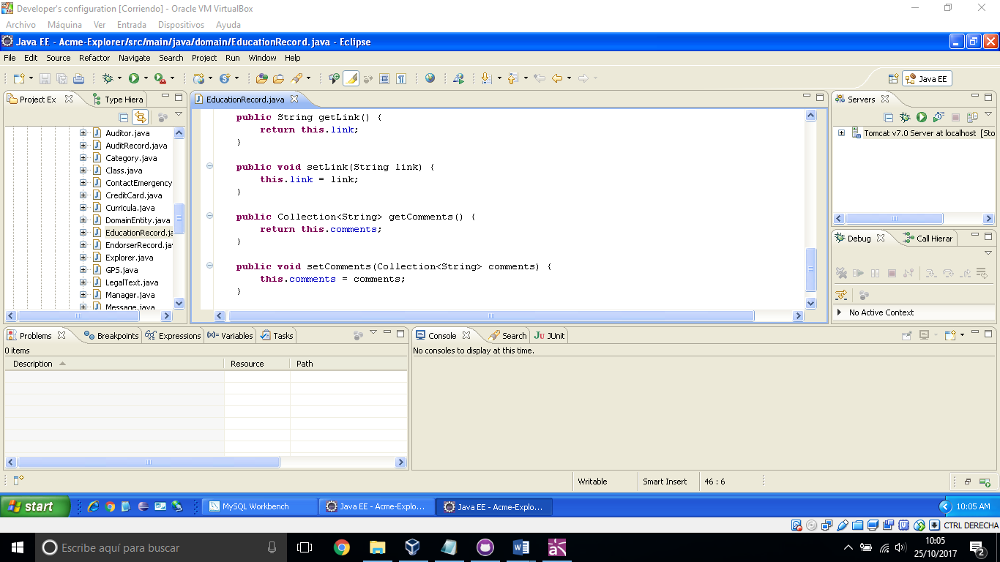 Developer's configuration [Corriendo] - Oracle VM VirtualBox
Archivo Máquina Ver Entrada Dispositivos Ayuda
Java EE - Acme-Explorer/src/main/java/domain/EducationRecord.java - Eclipse
File Edit Source Refactor Navigate Search Project Run Window Help
Java EE
Project Ex Type Hiera
Auditor.java
AuditRecord.java
Category.java
Class.java
ContactEmergency
CreditCard.java
Curricula.java
DomainEntity.java
EducationRecord.ja
EndorserRecord.jav
Explorer.java
GPS.java
LegalText.java
Manager.java
Message.java
EducationRecord.java
public String getLink() {
return this.link;
}
public void setLink(String link) {
this.link = link;
}
public Collection<String> getComments() {
return this.comments;
}
public void setComments(Collection<String> comments) {
this.comments = comments;
}
Servers
Tomcat v7.0 Server at localhost [Sto
Debug Call Hierar
No Active Context
Problems Breakpoints Expressions Variables Tasks
0 items
Description Resource Path
Console Search JUnit
No consoles to display at this time.
Writable Smart Insert 46 : 6
start MySQL Workbench Java EE - Acme-Explo... Java EE - Acme-Explo... 10:05 AM
CTRL DERECHA
Escribe aquí para buscar
10:05
25/10/2017
2